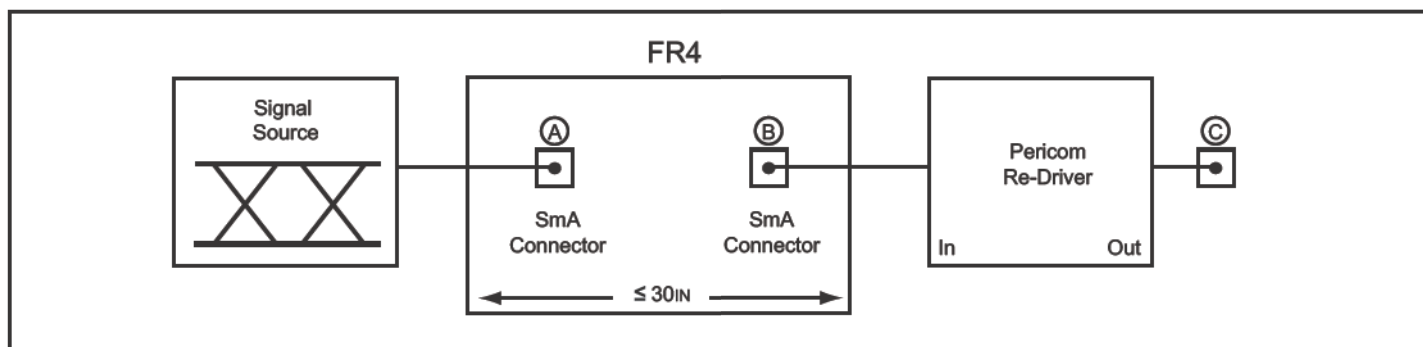 FR4
Signal
Source
A
B
C
SmA
Connector
SmA
Connector
Pericom
Re-Driver
In
Out
≤ 30IN